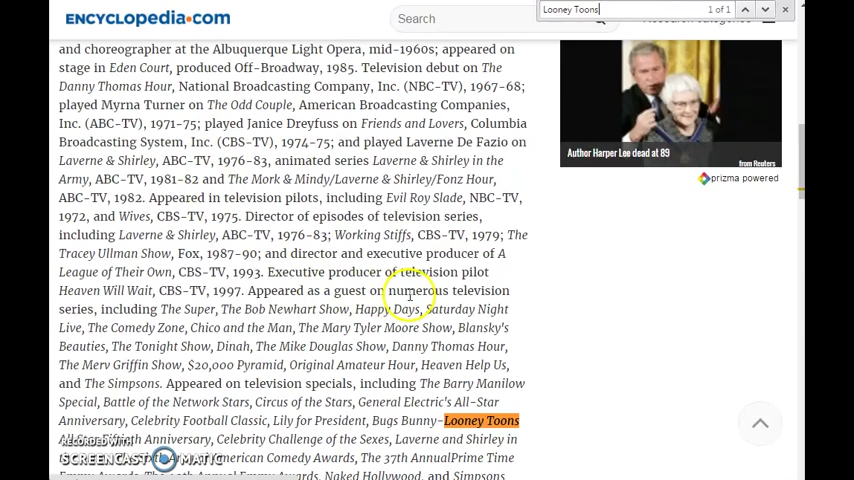 ENCYCLOPEDIA.com
Search
Looney Toons
1 of 1
and choreographer at the Albuquerque Light Opera, mid-1960s; appeared on
stage in Eden Court, produced Off-Broadway, 1985. Television debut on The
Danny Thomas Hour, National Broadcasting Company, Inc. (NBC-TV), 1967-68;
played Myrna Turner on The Odd Couple, American Broadcasting Companies,
Inc. (ABC-TV), 1971-75; played Janice Dreyfuss on Friends and Lovers, Columbia
Broadcasting System, Inc. (CBS-TV), 1974-75; and played Laverne De Fazio on
Laverne & Shirley, ABC-TV, 1976-83, animated series Laverne & Shirley in the
Army, ABC-TV, 1981-82 and The Mork & Mindy/Laverne & Shirley/Fonz Hour,
ABC-TV, 1982. Appeared in television pilots, including Evil Roy Slade, NBC-TV,
1972, and Wives, CBS-TV, 1975. Director of episodes of television series,
including Laverne & Shirley, ABC-TV, 1976-83; Working Stiffs, CBS-TV, 1979; The
Tracey Ullman Show, Fox, 1987-90; and director and executive producer of A
League of Their Own, CBS-TV, 1993. Executive producer of television pilot
Heaven Will Wait, CBS-TV, 1997. Appeared as a guest on numerous television
series, including The Super, The Bob Newhart Show, Happy Days, Saturday Night
Live, The Comedy Zone, Chico and the Man, The Mary Tyler Moore Show, Blansky's
Beauties, The Tonight Show, Dinah, The Mike Douglas Show, Danny Thomas Hour,
The Merv Griffin Show, $20,000 Pyramid, Original Amateur Hour, Heaven Help Us,
and The Simpsons. Appeared on television specials, including The Barry Manilow
Special, Battle of the Network Stars, Circus of the Stars, General Electric's All-Star
Anniversary, Celebrity Football Classic, Lily for President, Bugs Bunny-Looney Toons
Anniversary, Celebrity Challenge of the Sexes, Laverne and Shirley in
American Comedy Awards, The 37th AnnualPrime Time
Emmy Awards, Naked Hollywood, and Simpsons
Author Harper Lee dead at 89
from Reuters
prizma powered
RECORDED WITH
SCREENCAST MATIC